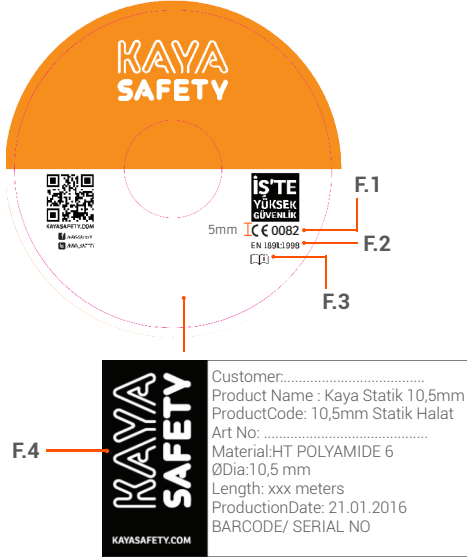 KAYA
SAFETY
KAYASAFETY.COM
İŞ'TE
YÜKSEK
GÜVENLİK
5mm
CE 0082
EN 1891:1998
F.1
F.2
F.3
F.4
KAYA
SAFETY
KAYASAFETY.COM
Customer:....................................
Product Name : Kaya Statik 10,5mm
ProductCode: 10,5mm Statik Halat
Art No: ..........................................
Material:HT POLYAMIDE 6
ØDia:10,5 mm
Length: xxx meters
ProductionDate: 21.01.2016
BARCODE/ SERIAL NO